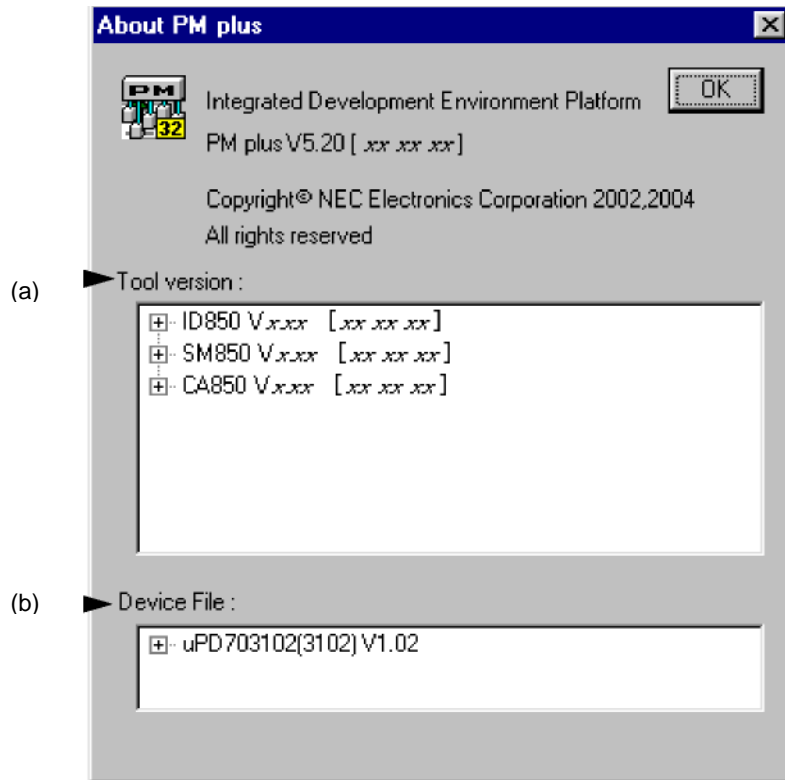 About PM plus
PM
32
OK
Integrated Development Environment Platform
PM plus V5.20 [ xx xx xx ]
Copyright© NEC Electronics Corporation 2002,2004
All rights reserved
(a)
Tool version :
ID850 Vx.xx [xx xx xx]
SM850 Vx.xx [xx xx xx]
CA850 Vx.xx [xx xx xx]
(b)
Device File :
uPD703102(3102) V1.02